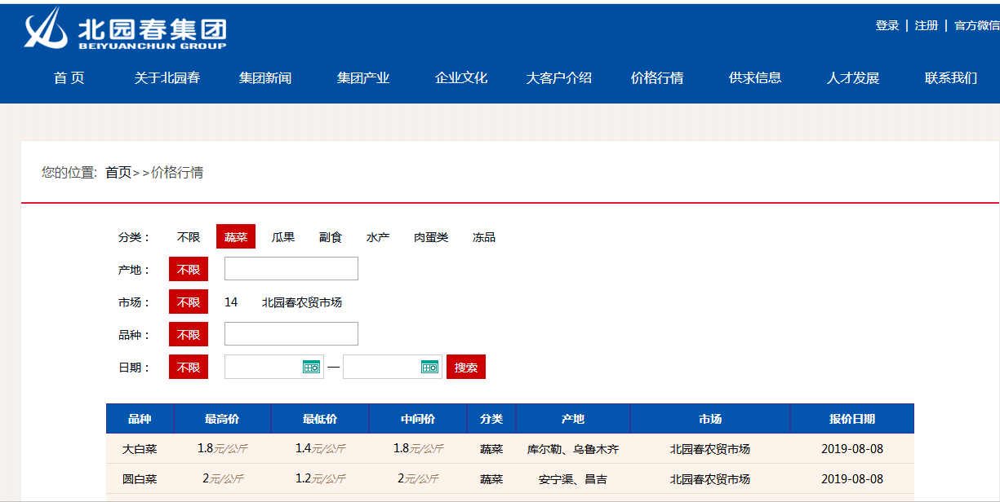 北园春集团
BEIYUANCHUN GROUP
登录 | 注册 | 官方微信
首 页 关于北园春 集团新闻 集团产业 企业文化 大客户介绍 价格行情 供求信息 人才发展 联系我们
您的位置: 首页>>价格行情
分类： 不限 蔬菜 瓜果 副食 水产 肉蛋类 冻品
产地： 不限
市场： 不限 14 北园春农贸市场
品种： 不限
日期： 不限 — 搜索
品种 最高价 最低价 中间价 分类 产地 市场 报价日期
大白菜 1.8元/公斤 1.4元/公斤 1.8元/公斤 蔬菜 库尔勒、乌鲁木齐 北园春农贸市场 2019-08-08
圆白菜 2元/公斤 1.2元/公斤 2元/公斤 蔬菜 安宁渠、昌吉 北园春农贸市场 2019-08-08